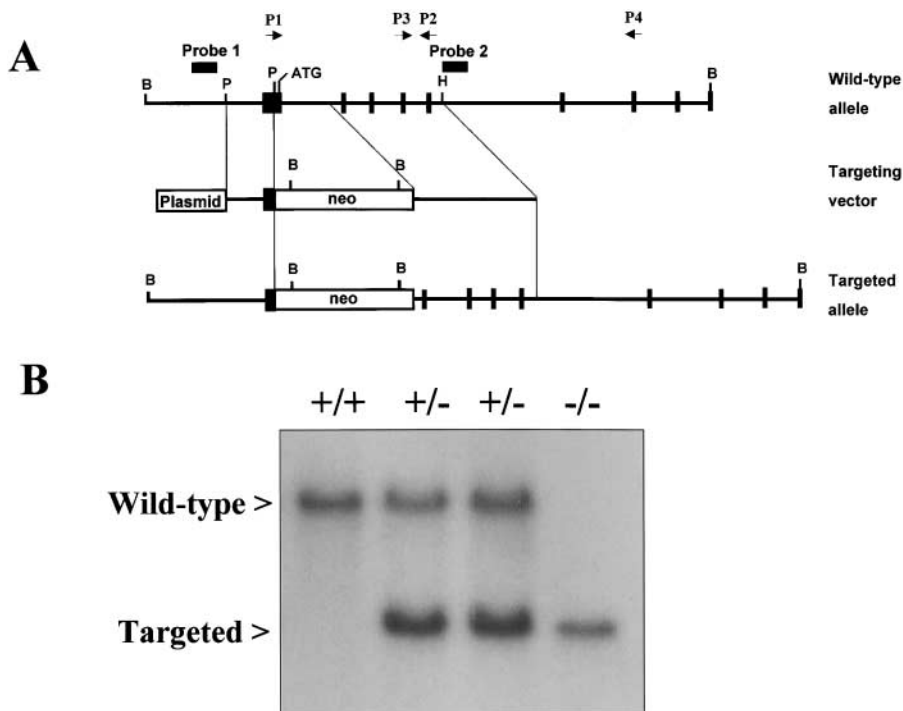 A
P1 P3 P2 P4
Probe 1 Probe 2
B P P ATG H B
Wild-type
allele
B B
Plasmid neo
Targeting
vector
B B B B
neo
Targeted
allele
B
+/+ +/- +/- -/-
Wild-type >
Targeted >